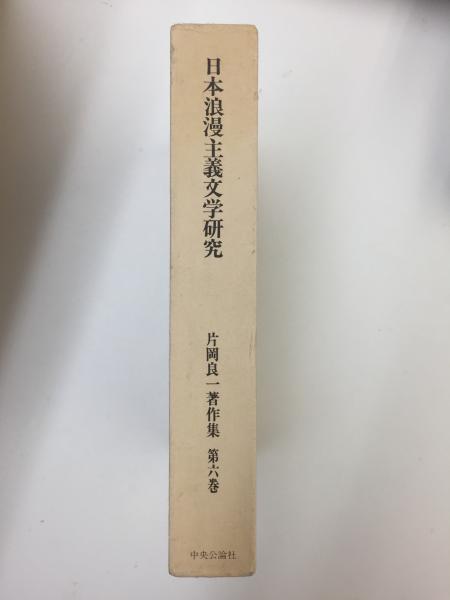 日本浪漫主義文学研究
片岡良一著作集 第六巻
中央公論社